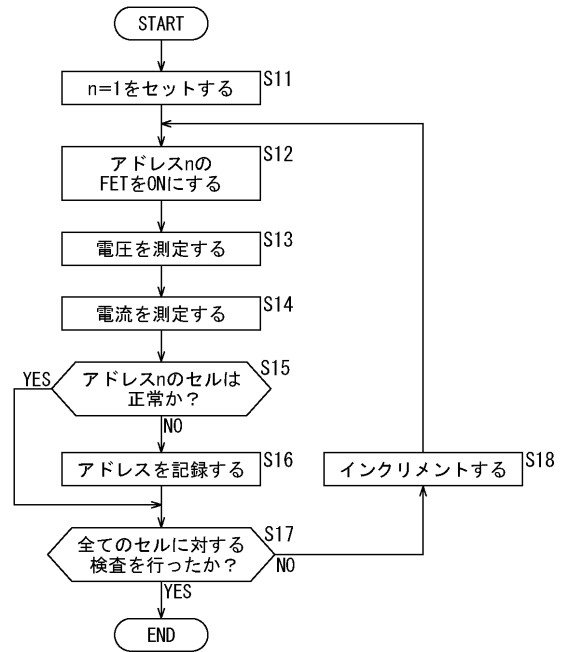 START
n=1をセットする
S11
アドレスnの
FETをONにする
S12
電圧を測定する
S13
電流を測定する
S14
アドレスnのセルは
正常か?
S15
YES
NO
アドレスを記録する
S16
インクリメントする
S18
全てのセルに対する
検査を行ったか?
S17
NO
YES
END